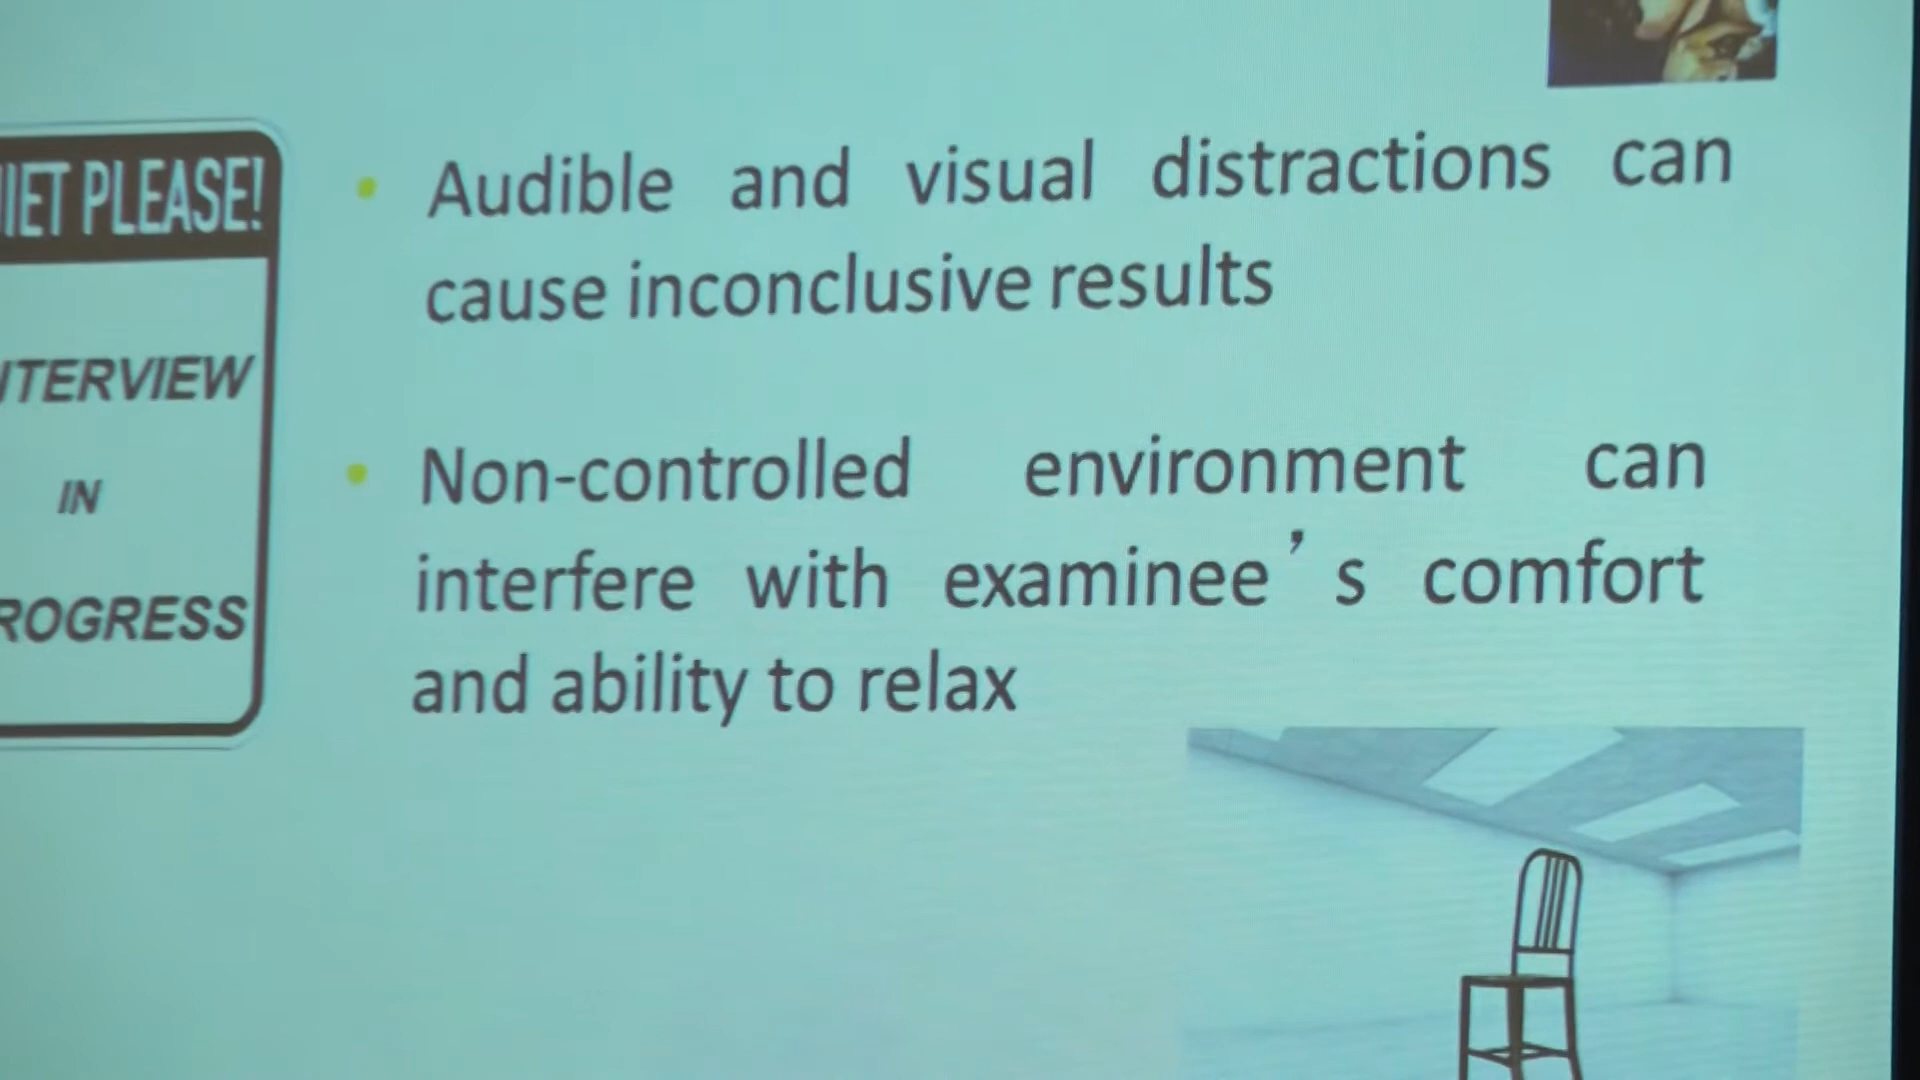 IET PLEASE!
NTERVIEW
IN
ROGRESS
• Audible and visual distractions can
cause inconclusive results
• Non-controlled environment can
interfere with examinee’s comfort
and ability to relax